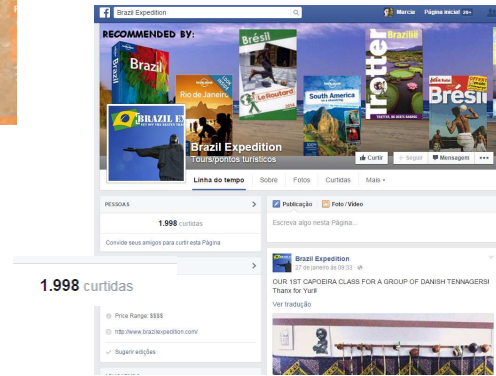 Brazil Expedition
Marcia Página inicial 20+
RECOMMENDED BY:
Brazil
Brazil
Rio de Janeiro
Brésil
Le Routard
South America
Trotter
Brazilië
Brésil
BRAZIL EX
Brazil Expedition
Tours/pontos turísticos
Curtir
Seguir
Mensagem
Linha do tempo Sobre Fotos Curtidas Mais
PESSOAS
1.998 curtidas
Convide seus amigos para curtir esta Página
1.998 curtidas
Price Range: $$$$
http://www.brazilexpedition.com/
Sugerir edições
Publicação Foto / Vídeo
Escreva algo nesta Página...
Brazil Expedition
27 de janeiro às 09:33
OUR 1ST CAPOEIRA CLASS FOR A GROUP OF DANISH TENNAGERS!
Thanx for Yuri!
Ver tradução